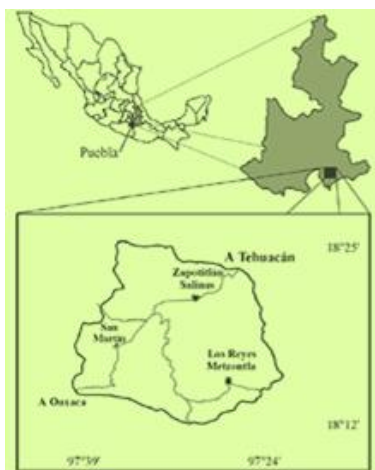 Puebla
18°25'
A Tehuacán
Zapotitlán
Salinas
San
Martín
Los Reyes
Metzontla
A Oaxaca
18°12'
97°39'
97°24'